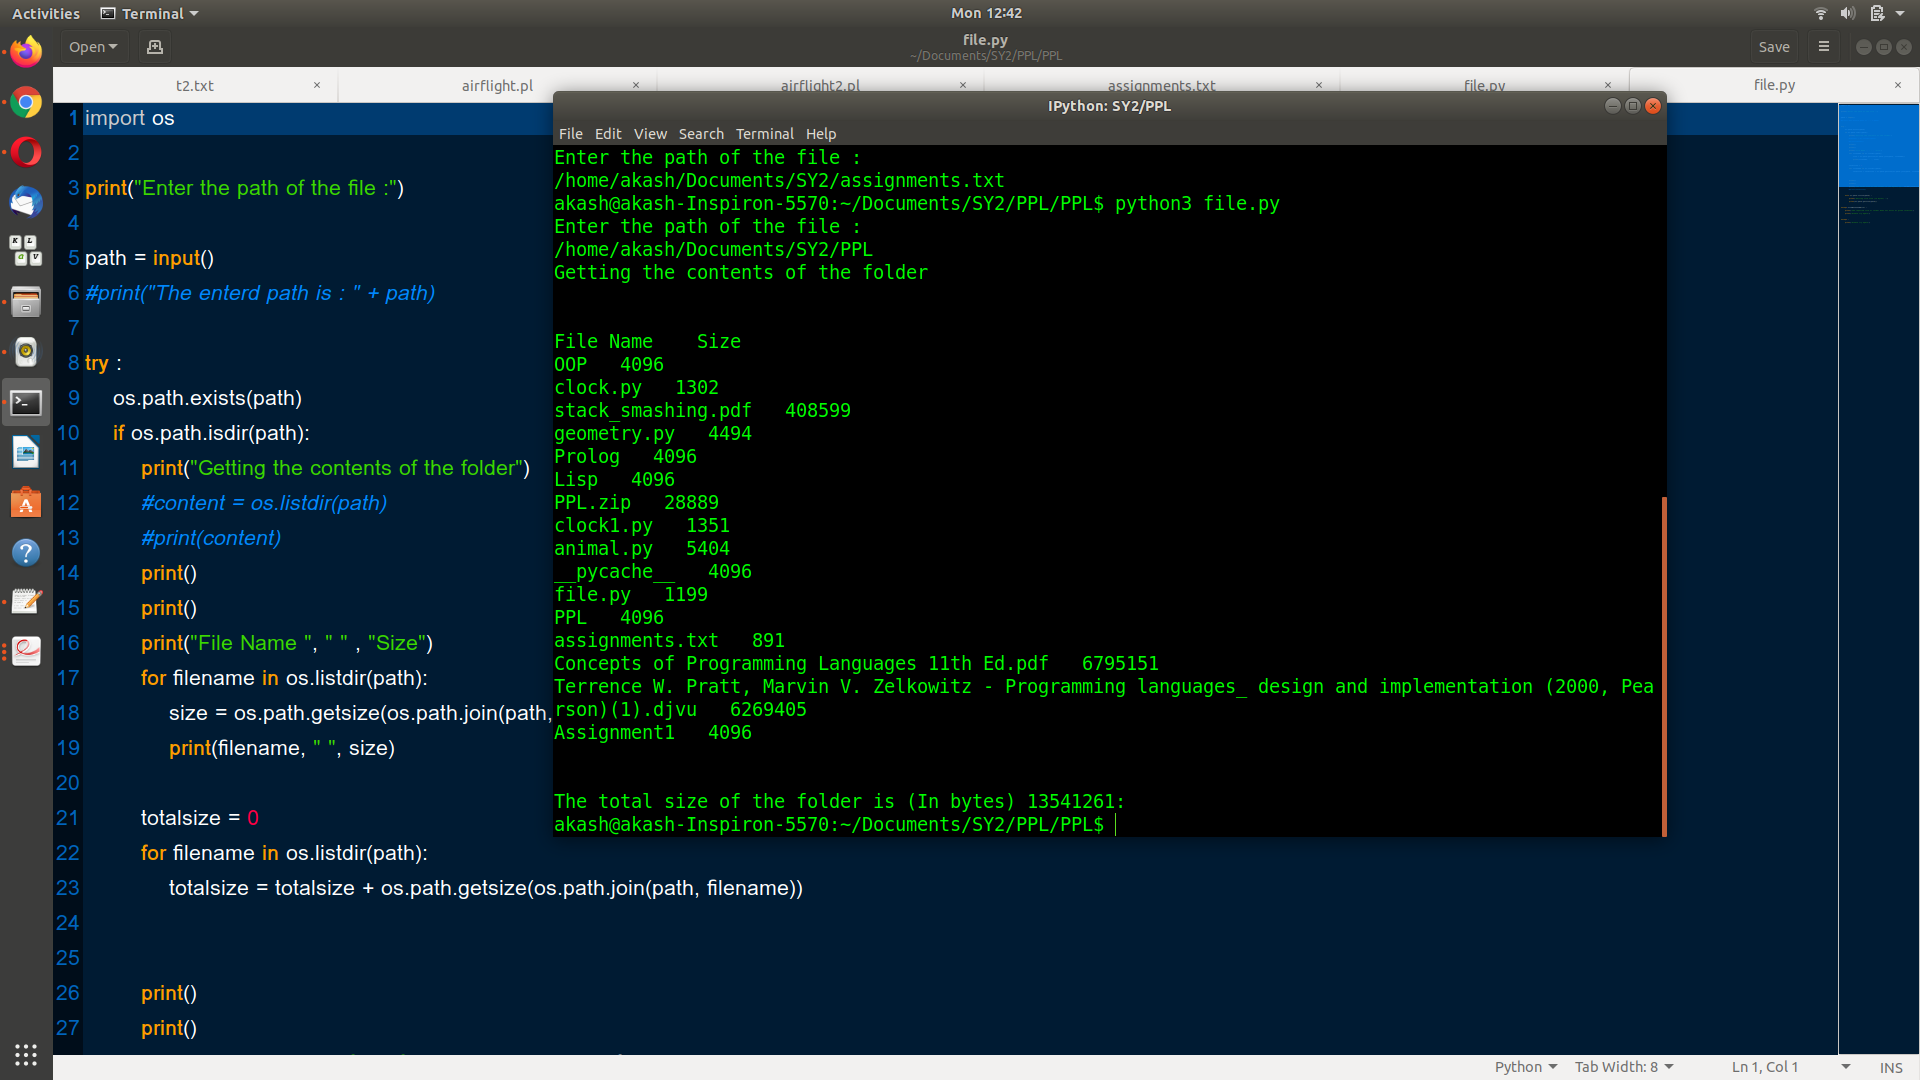 Activities
Terminal
Mon 12:42
Open
file.py
~/Documents/SY2/PPL/PPL
Save
t2.txt
airflight.pl
airflight2.pl
assignments.txt
file.py
file.py
1 import os
2
3 print("Enter the path of the file :")
4
5 path = input()
6 #print("The enterd path is : " + path)
7
8 try :
9 os.path.exists(path)
10 if os.path.isdir(path):
11 print("Getting the contents of the folder")
12 #content = os.listdir(path)
13 #print(content)
14 print()
15 print()
16 print("File Name ", " " , "Size")
17 for filename in os.listdir(path):
18 size = os.path.getsize(os.path.join(path,
19 print(filename, " ", size)
20
21 totalsize = 0
22 for filename in os.listdir(path):
23 totalsize = totalsize + os.path.getsize(os.path.join(path, filename))
24
25
26 print()
27 print()
IPython: SY2/PPL
File Edit View Search Terminal Help
Enter the path of the file :
/home/akash/Documents/SY2/assignments.txt
akash@akash-Inspiron-5570:~/Documents/SY2/PPL/PPL$ python3 file.py
Enter the path of the file :
/home/akash/Documents/SY2/PPL
Getting the contents of the folder
File Name Size
OOP 4096
clock.py 1302
stack_smashing.pdf 408599
geometry.py 4494
Prolog 4096
Lisp 4096
PPL.zip 28889
clock1.py 1351
animal.py 5404
__pycache__ 4096
file.py 1199
PPL 4096
assignments.txt 891
Concepts of Programming Languages 11th Ed.pdf 6795151
Terrence W. Pratt, Marvin V. Zelkowitz - Programming languages_ design and implementation (2000, Pea
rson)(1).djvu 6269405
Assignment1 4096
The total size of the folder is (In bytes) 13541261:
akash@akash-Inspiron-5570:~/Documents/SY2/PPL/PPL$
Python
Tab Width: 8
Ln 1, Col 1
INS